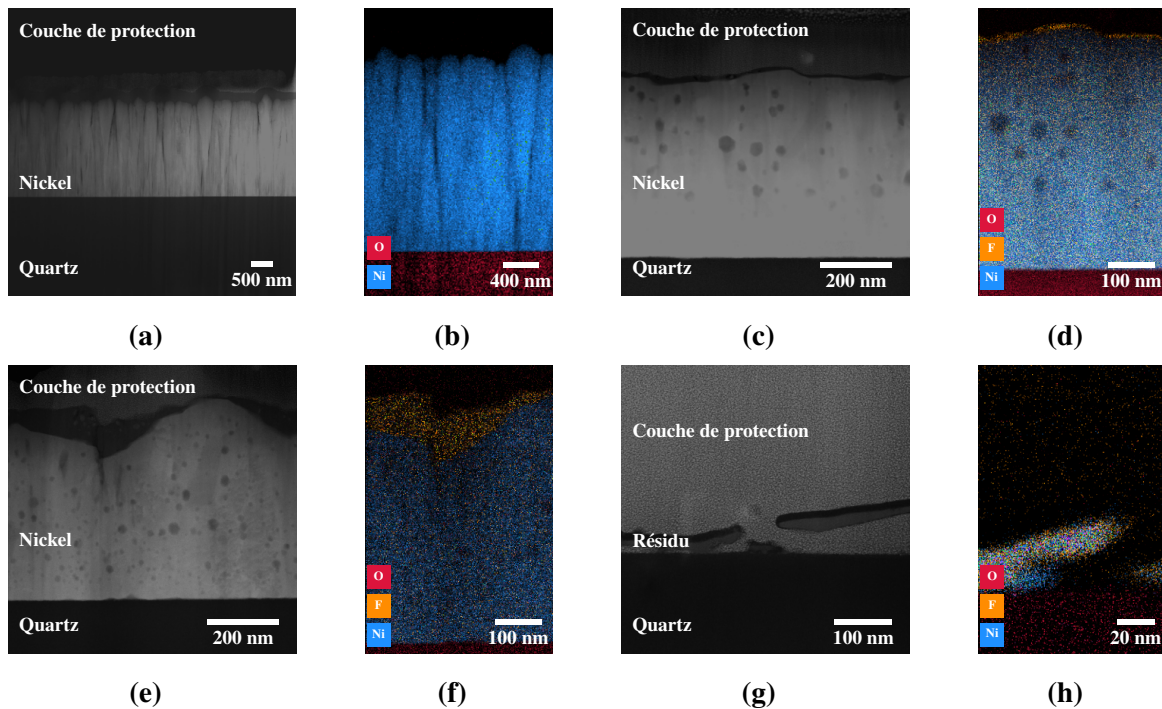 Couche de protection
Nickel
Quartz
500 nm
O
Ni
400 nm
Couche de protection
Nickel
Quartz
200 nm
O
F
Ni
100 nm
(a)
(b)
(c)
(d)
Couche de protection
Nickel
Quartz
200 nm
O
F
Ni
100 nm
Couche de protection
Résidu
Quartz
100 nm
O
F
Ni
20 nm
(e)
(f)
(g)
(h)